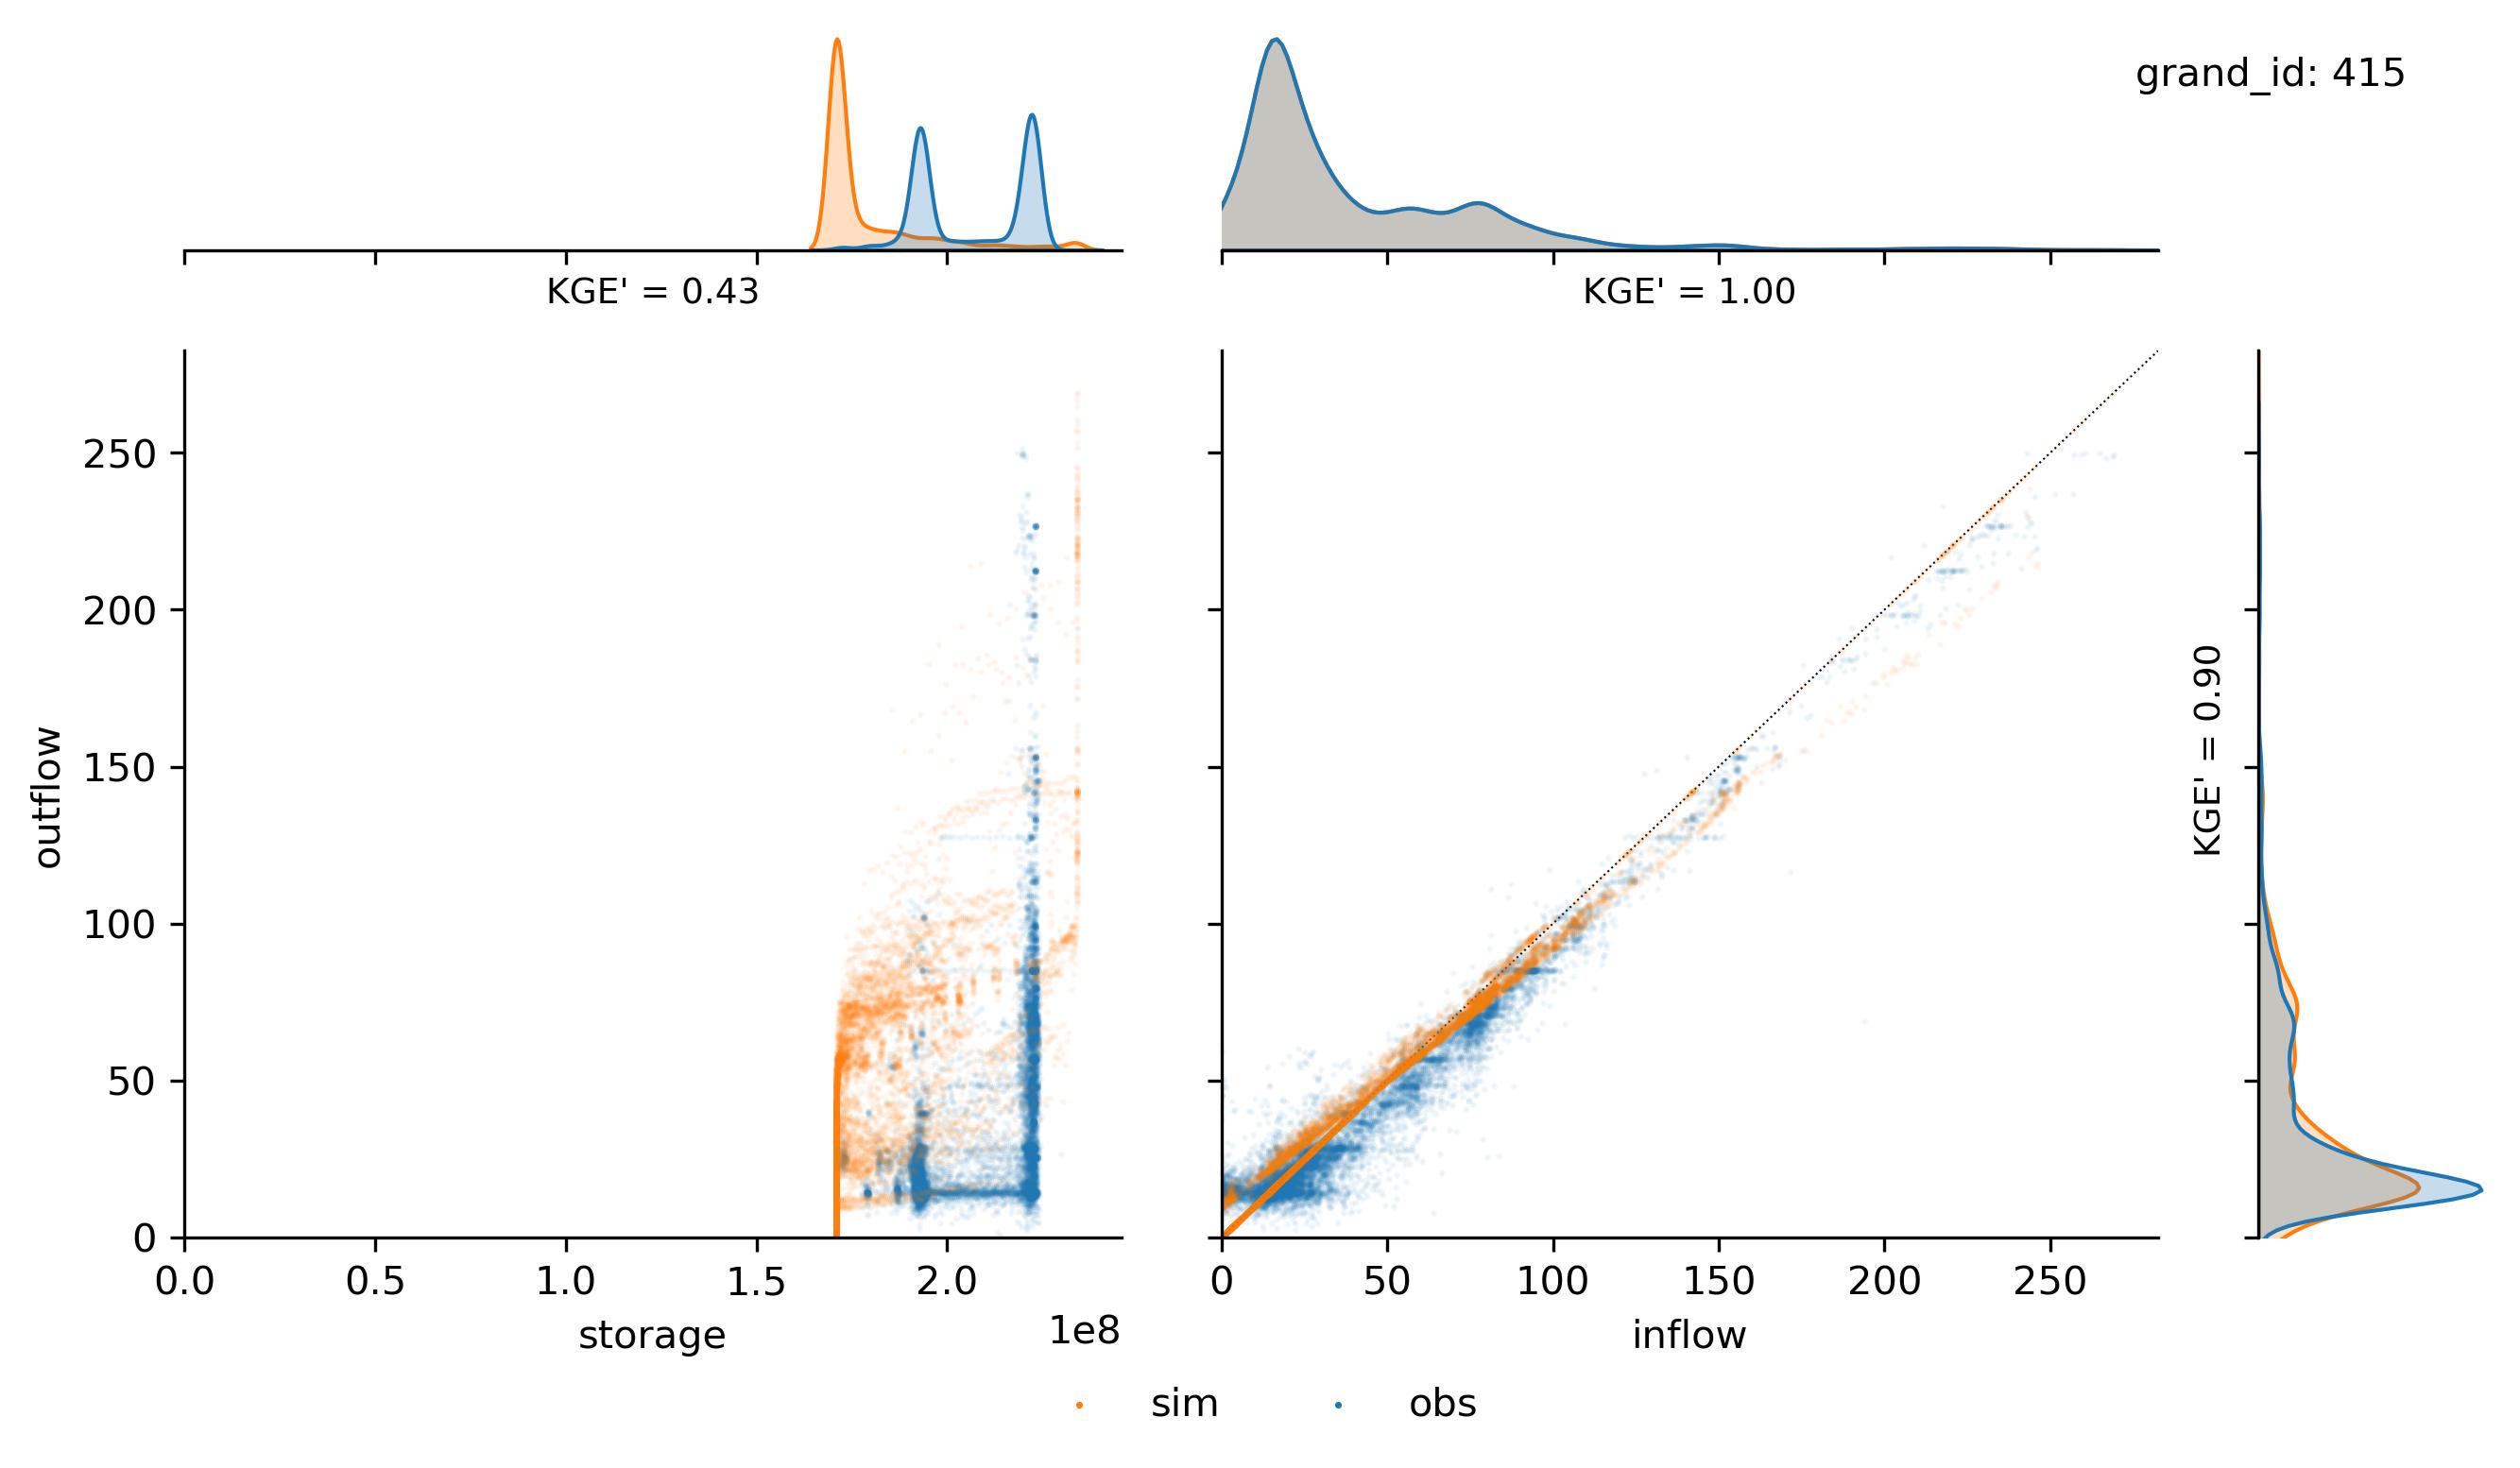 grand_id: 415
KGE' = 0.43
KGE' = 1.00
250
200
150
100
50
0
outflow
KGE' = 0.90
0.0 0.5 1.0 1.5 2.0
0 50 100 150 200 250
1e8
storage
inflow
sim
obs